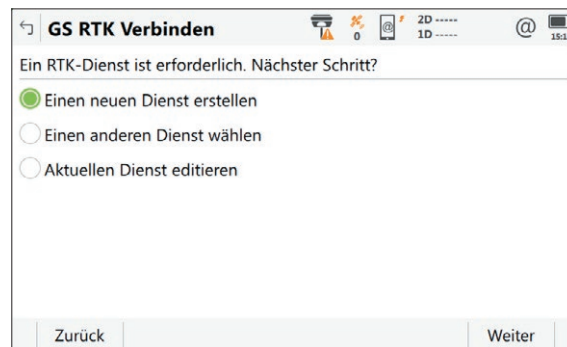 GS RTK Verbinden
0
@
2D -----
1D -----
@
Ein RTK-Dienst ist erforderlich. Nächster Schritt?
Einen neuen Dienst erstellen
Einen anderen Dienst wählen
Aktuellen Dienst editieren
Zurück
Weiter